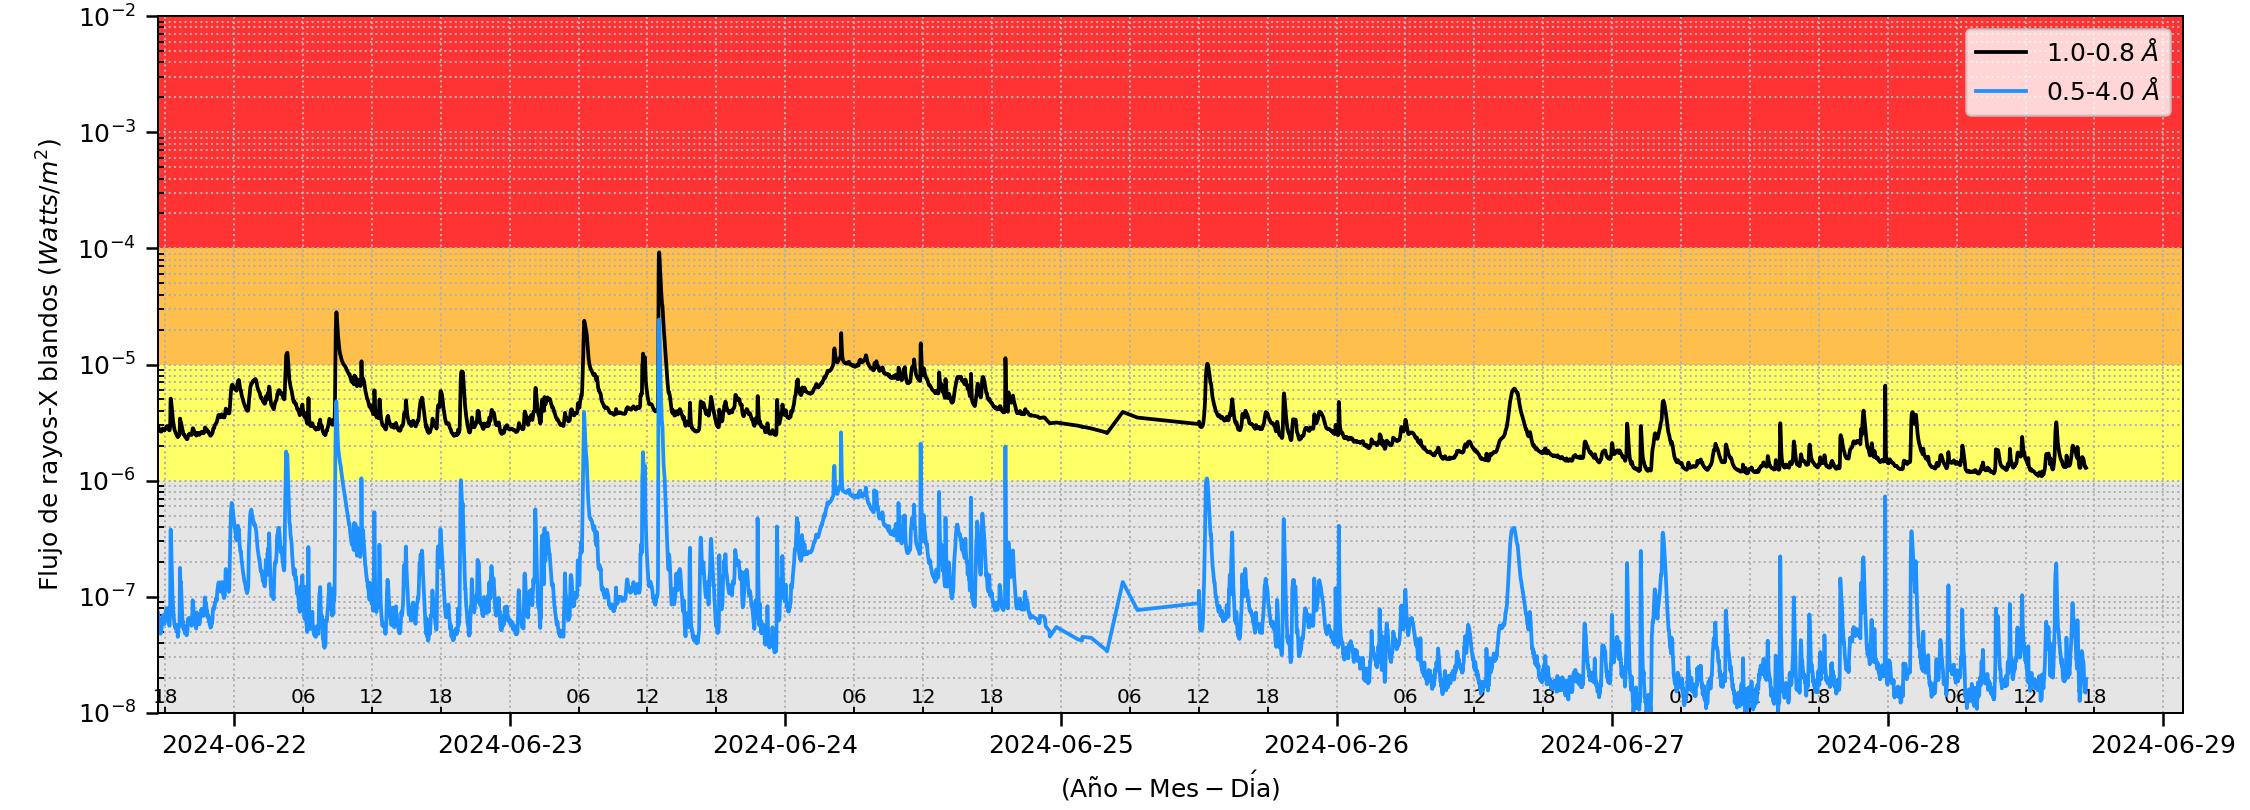 10⁻²
10⁻³
10⁻⁴
10⁻⁵
10⁻⁶
10⁻⁷
10⁻⁸
Flujo de rayos-X blandos (Watts/m²)
1.0-0.8 Å
0.5-4.0 Å
18 06 12 18 06 12 18 06 12 18 06 12 18 06 12 18 06 18 06 12 18
2024-06-22 2024-06-23 2024-06-24 2024-06-25 2024-06-26 2024-06-27 2024-06-28 2024-06-29
(Año – Mes – Día)